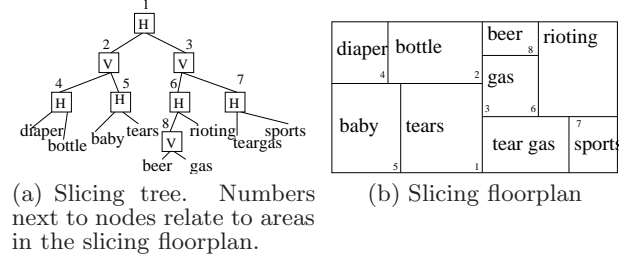 1
H
2 3
V V
4 5 6 7
H H H H
8
diaper tears rioting sports
bottle baby V teargas
beer gas
(a) Slicing tree. Numbers
next to nodes relate to areas
in the slicing floorplan.
beer rioting
diaper bottle 8
4 2 gas
3 6
baby tears 7
tear gas sports
5 1
(b) Slicing floorplan